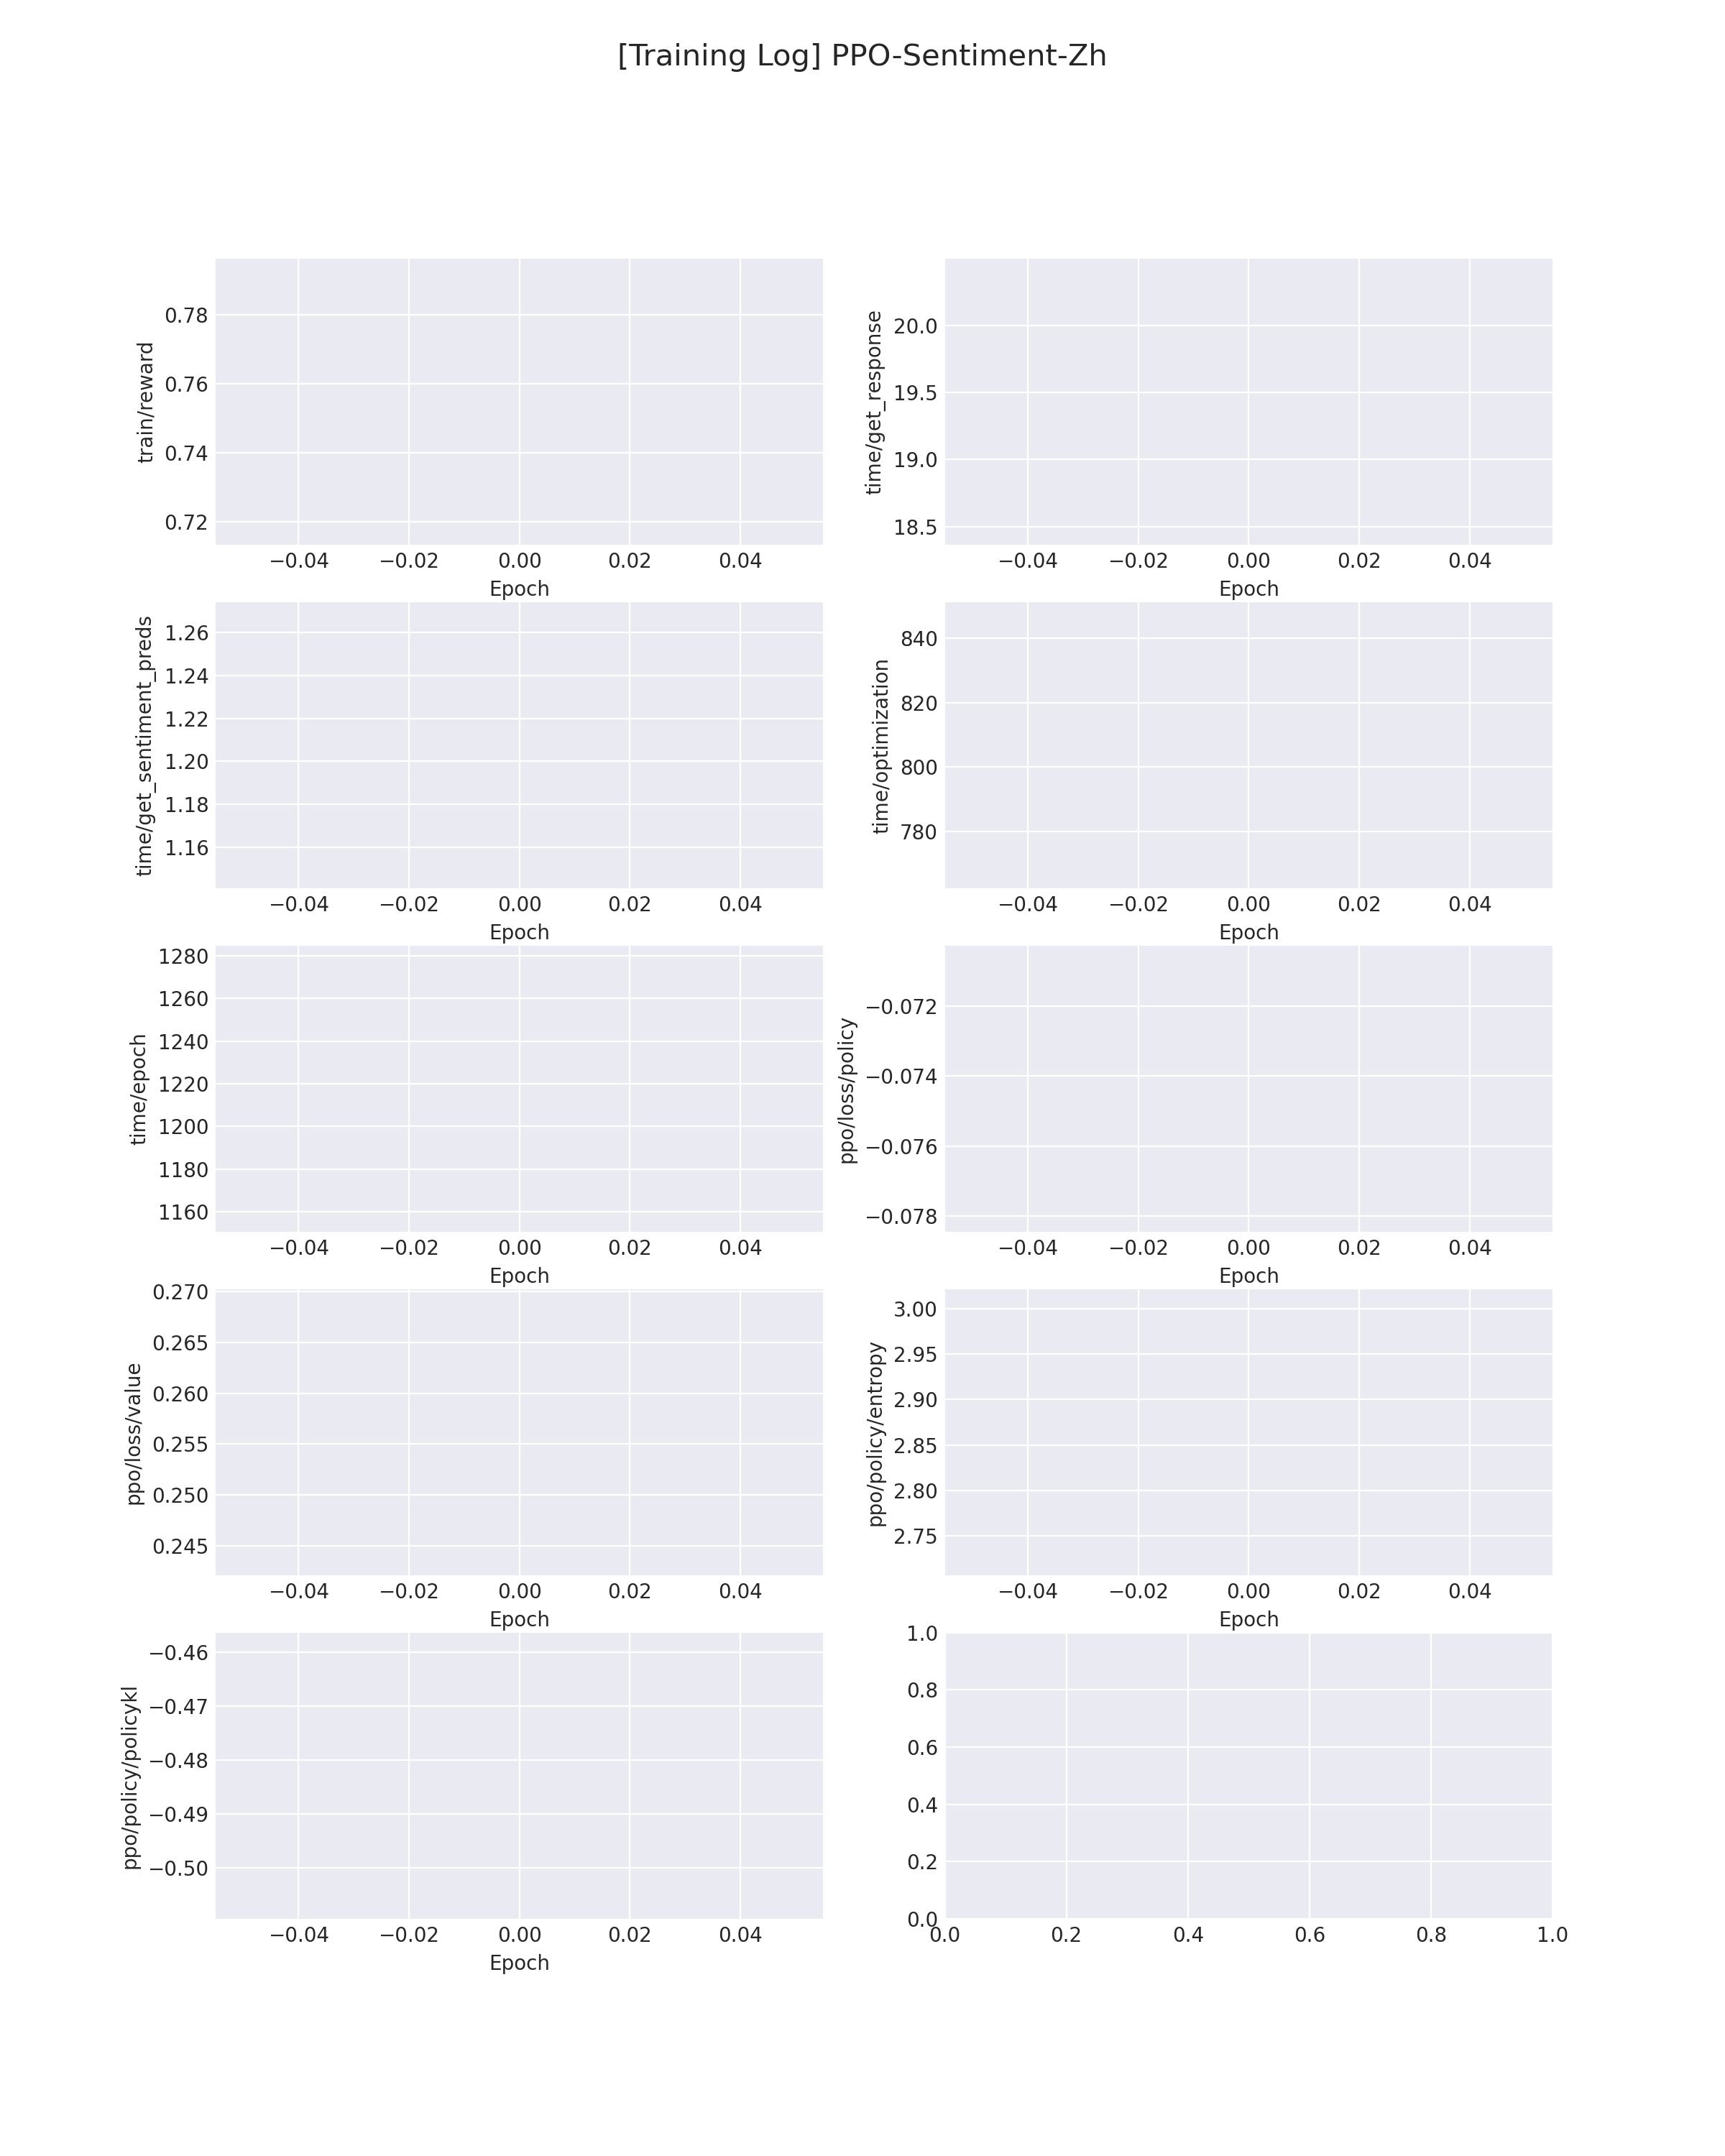 [Training Log] PPO-Sentiment-Zh
train/reward
0.78
0.76
0.74
0.72
−0.04 −0.02 0.00 0.02 0.04
Epoch
time/get_response
20.0
19.5
19.0
18.5
−0.04 −0.02 0.00 0.02 0.04
Epoch
time/get_sentiment_preds
1.26
1.24
1.22
1.20
1.18
1.16
−0.04 −0.02 0.00 0.02 0.04
Epoch
time/optimization
840
820
800
780
−0.04 −0.02 0.00 0.02 0.04
Epoch
time/epoch
1280
1260
1240
1220
1200
1180
1160
−0.04 −0.02 0.00 0.02 0.04
Epoch
ppo/loss/policy
−0.072
−0.074
−0.076
−0.078
−0.04 −0.02 0.00 0.02 0.04
Epoch
ppo/loss/value
0.270
0.265
0.260
0.255
0.250
0.245
−0.04 −0.02 0.00 0.02 0.04
Epoch
ppo/policy/entropy
3.00
2.95
2.90
2.85
2.80
2.75
−0.04 −0.02 0.00 0.02 0.04
Epoch
ppo/policy/policykl
−0.46
−0.47
−0.48
−0.49
−0.50
−0.04 −0.02 0.00 0.02 0.04
Epoch
1.0
0.8
0.6
0.4
0.2
0.0
0.0 0.2 0.4 0.6 0.8 1.0